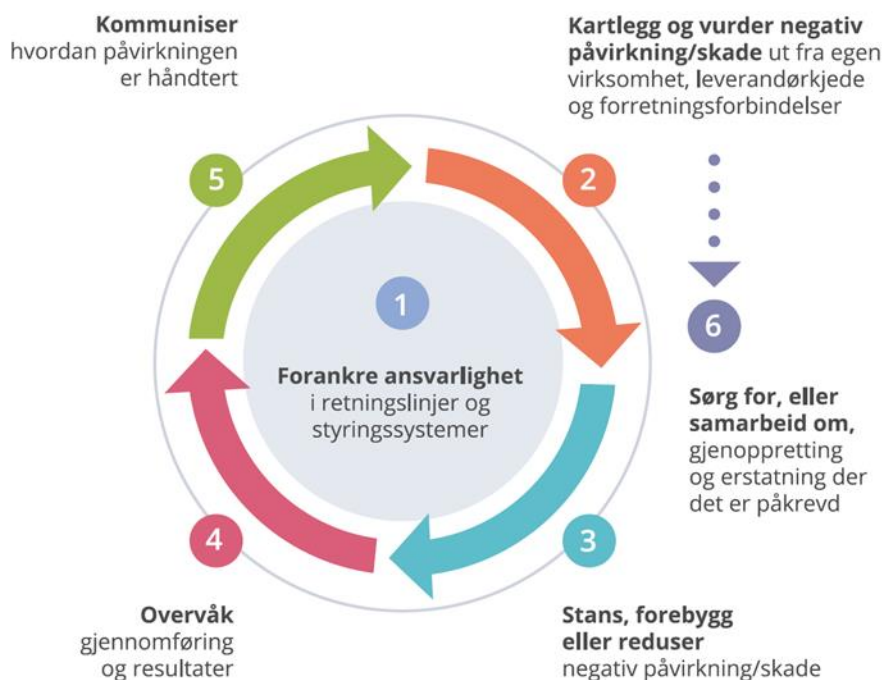 Kommuniser
hvordan påvirkningen
er håndtert
Kartlegg og vurder negativ
påvirkning/skade ut fra egen
virksomhet, leverandørkjede
og forretningsforbindelser
5
2
1
Forankre ansvarlighet
i retningslinjer og
styringssystemer
6
Sørg for, eller
samarbeid om,
gjenoppretting
og erstatning der
det er påkrevd
4
3
Overvåk
gjennomføring
og resultater
Stans, forebygg
eller reduser
negativ påvirkning/skade